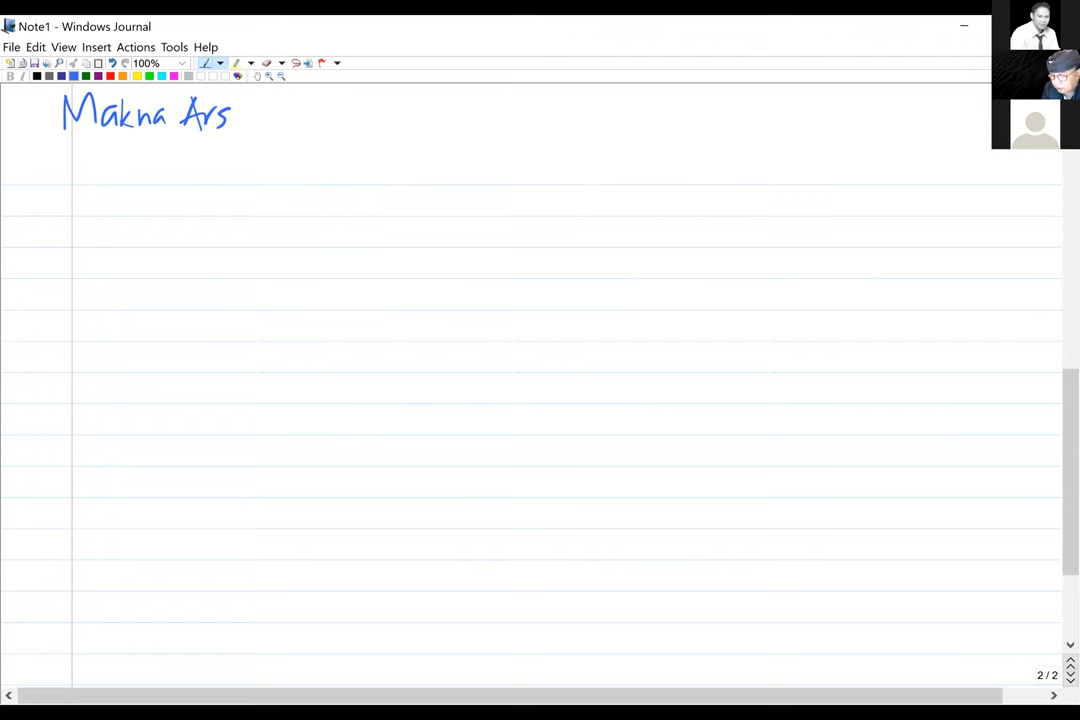 Note1 - Windows Journal
File Edit View Insert Actions Tools Help
100%
B I
Makna Ars
2 / 2